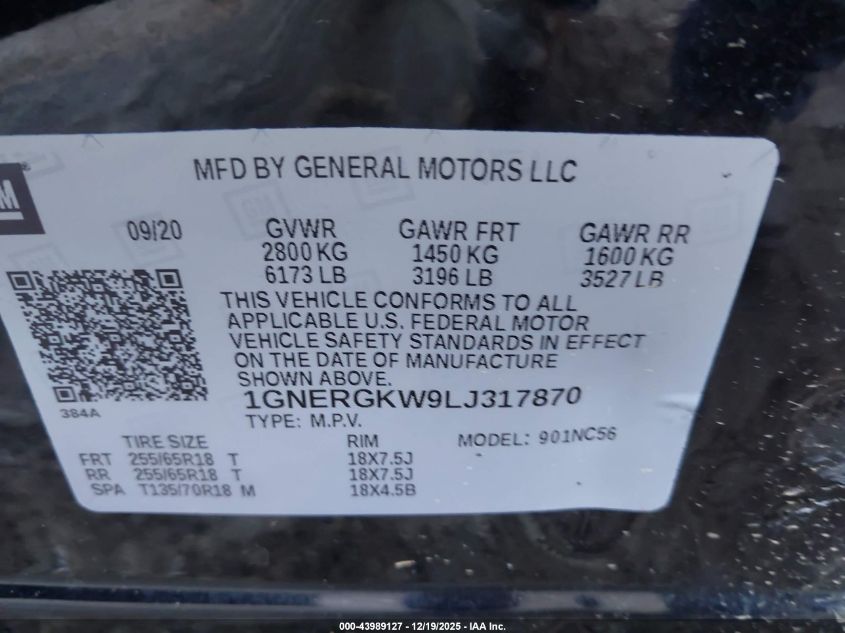 MFD BY GENERAL MOTORS LLC
GM
09/20 GVWR GAWR FRT GAWR RR
2800 KG 1450 KG 1600 KG
6173 LB 3196 LB 3527 LB
THIS VEHICLE CONFORMS TO ALL
APPLICABLE U.S. FEDERAL MOTOR
VEHICLE SAFETY STANDARDS IN EFFECT
ON THE DATE OF MANUFACTURE
SHOWN ABOVE.
384A
1GNERGKW9LJ317870
TYPE: M.P.V.
TIRE SIZE RIM MODEL: 901NC56
FRT 255/65R18 T 18X7.5J
RR 255/65R18 T 18X7.5J
SPA T135/70R18 M 18X4.5B
000-43989127 - 12/19/2025 - IAA Inc.